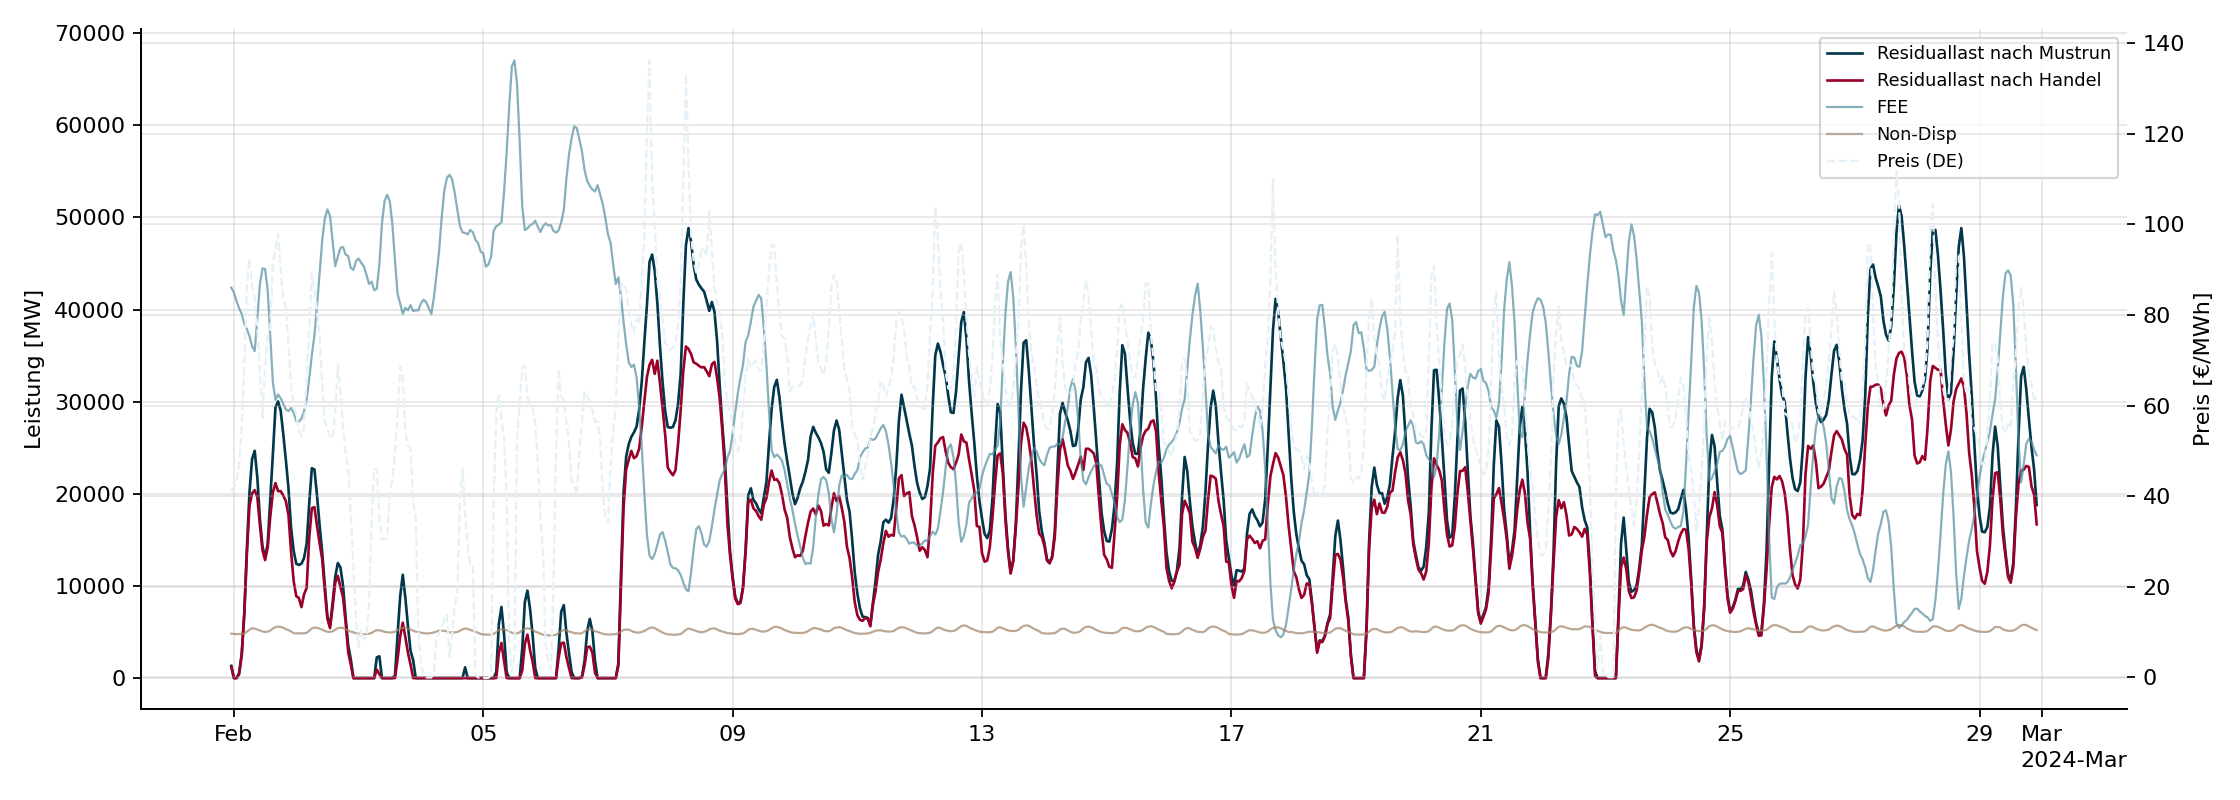 70000
60000
50000
40000
30000
20000
10000
0
Leistung [MW]
Residuallast nach Mustrun
Residuallast nach Handel
FEE
Non-Disp
Preis (DE)
140
120
100
80
60
40
20
0
Preis [€/MWh]
Feb 05 09 13 17 21 25 29 Mar
2024-Mar